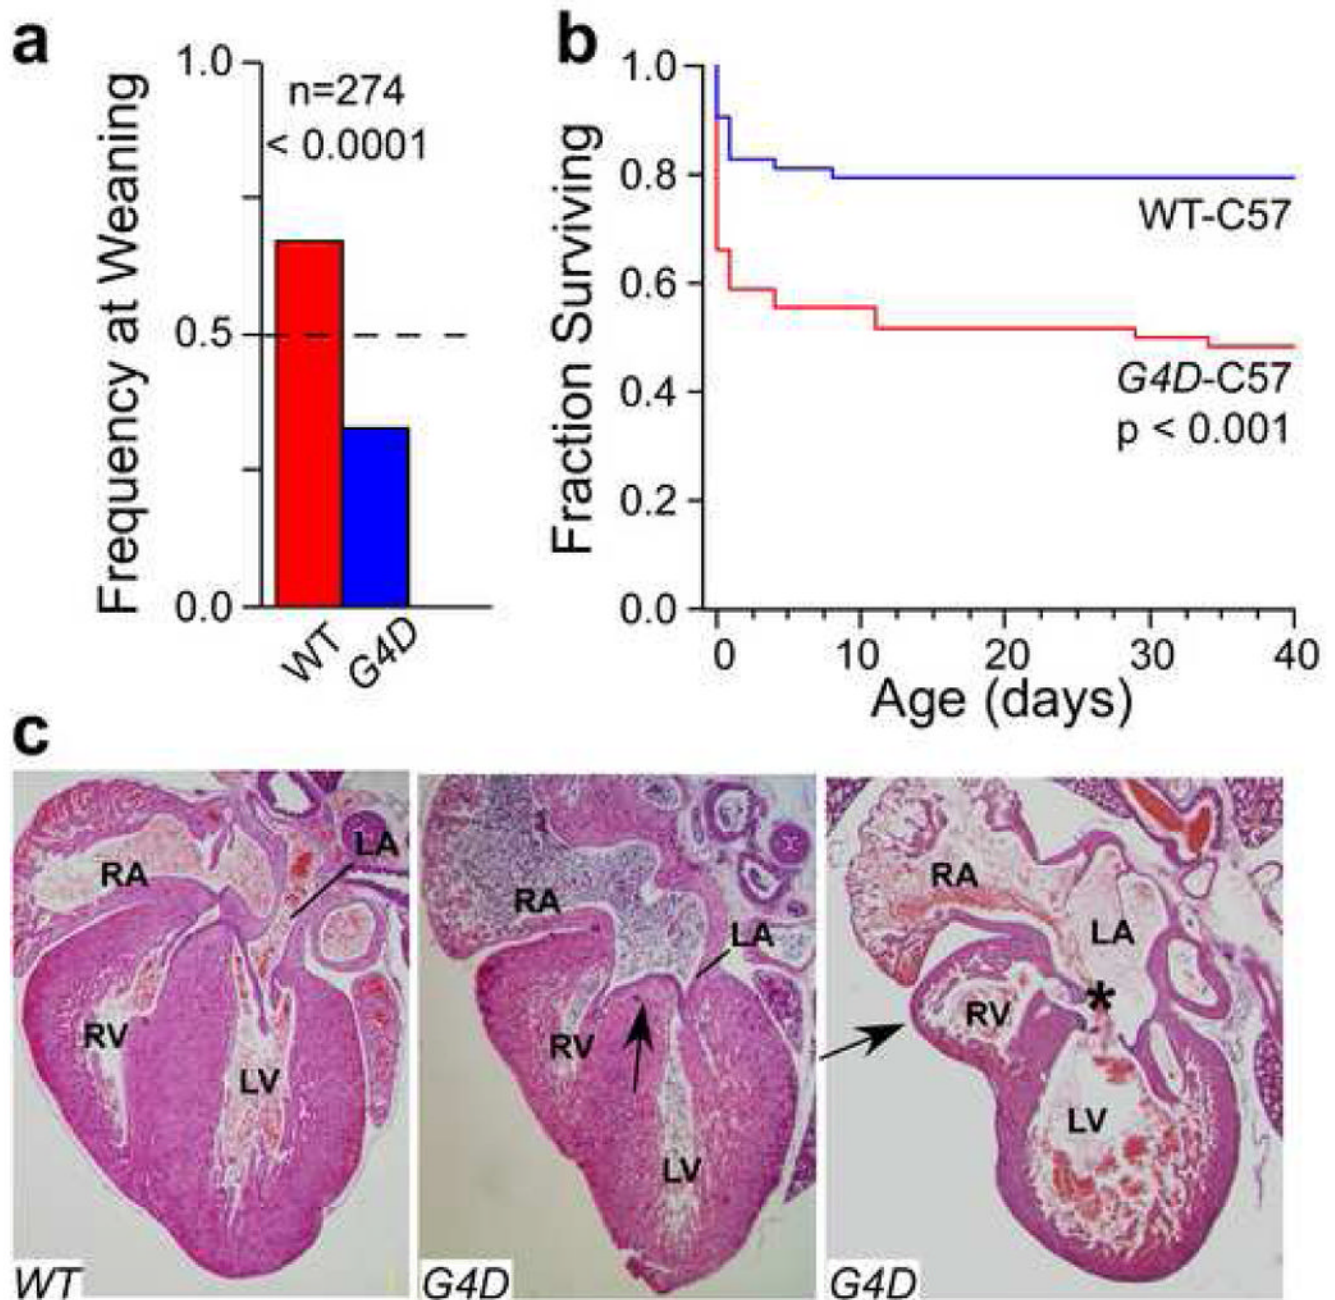 a
Frequency at Weaning
1.0
0.5
0.0
n=274
< 0.0001
WT
G4D
b
Fraction Surviving
1.0
0.8
0.6
0.4
0.2
0.0
WT-C57
G4D-C57
p < 0.001
0 10 20 30 40
Age (days)
c
RA
LA
RV
LV
WT
RA
LA
RV
LV
G4D
RA
LA
*
RV
LV
G4D